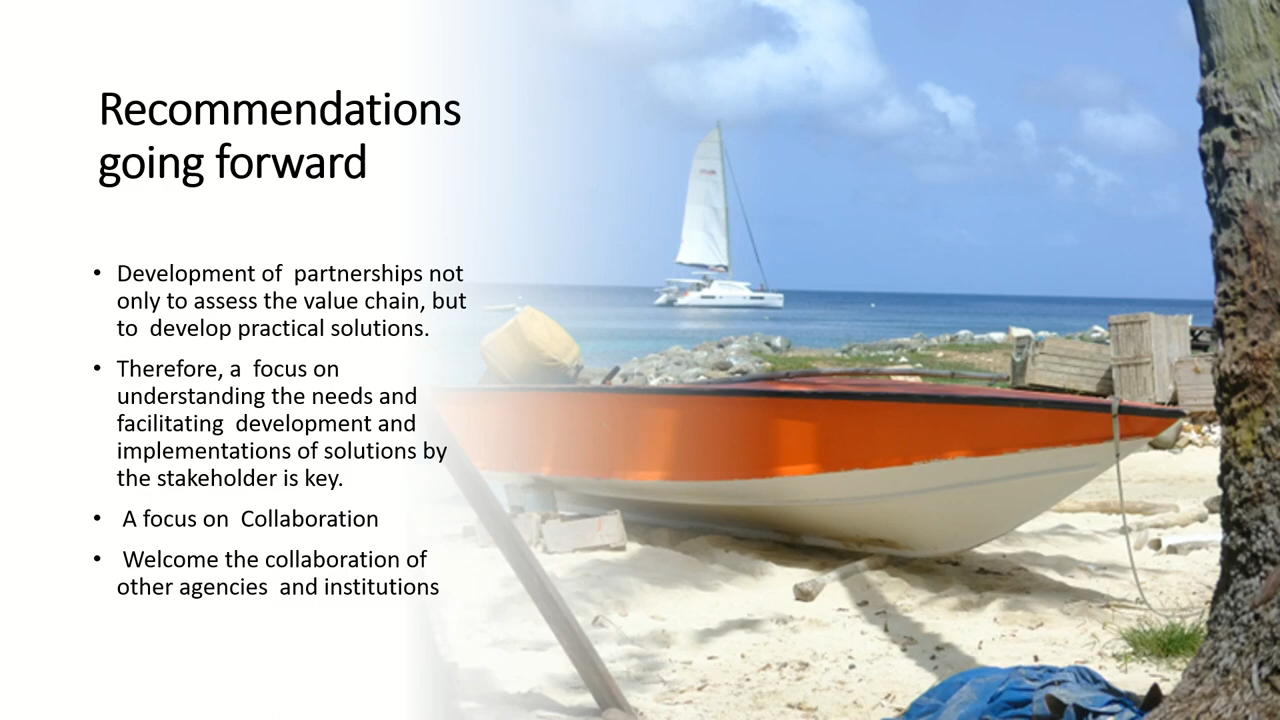 Recommendations
going forward
• Development of  partnerships not
only to assess the value chain, but
to  develop practical solutions.
• Therefore, a  focus on
understanding the needs and
facilitating  development and
implementations of solutions by
the stakeholder is key.
•  A focus on  Collaboration
•  Welcome the collaboration of
other agencies  and institutions